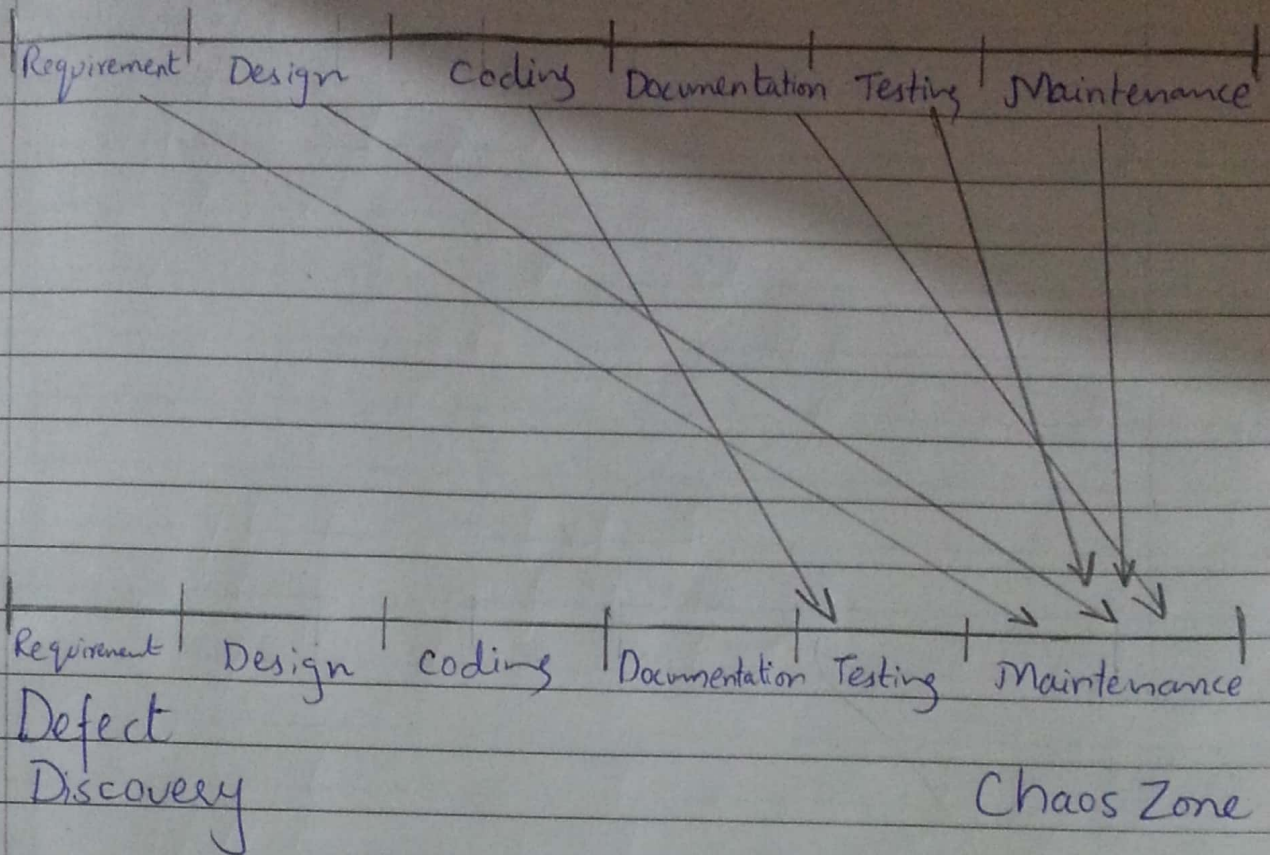 Requirement Design Coding Documentation Testing Maintenance
Requirement Design Coding Documentation Testing Maintenance
Defect
Discovery Chaos Zone